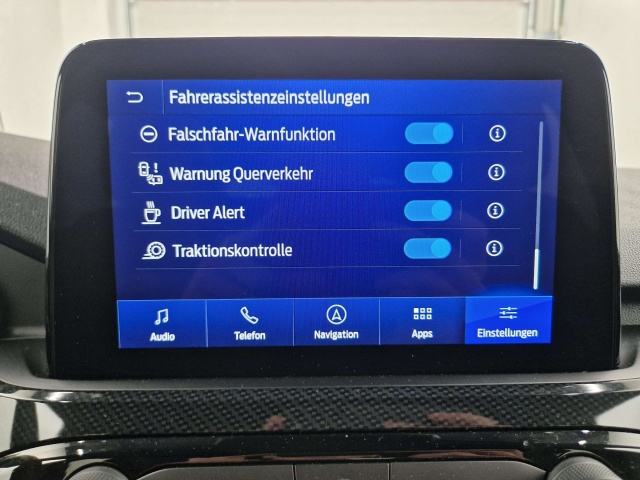 Fahrerassistenzeinstellungen
Falschfahr-Warnfunktion
Warnung Querverkehr
Driver Alert
Traktionskontrolle
Audio
Telefon
Navigation
Apps
Einstellungen